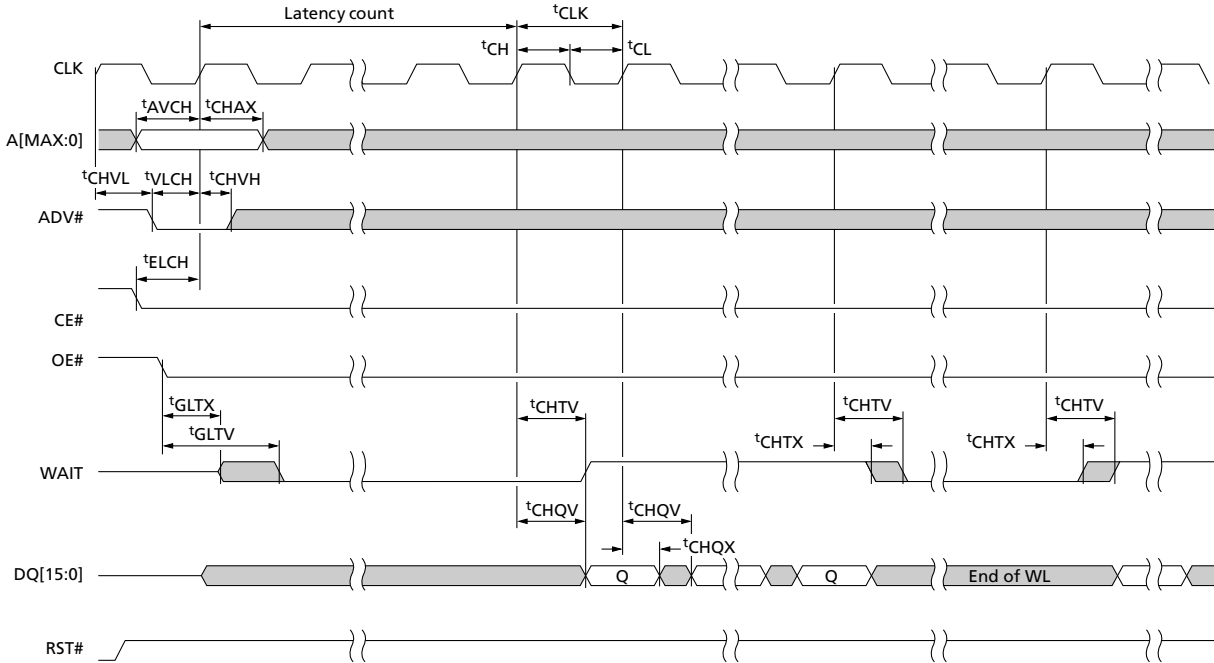 Latency count
tCLK
tCH
tCL
CLK
tAVCH
tCHAX
A[MAX:0]
tCHVL
tVLCH
tCHVH
ADV#
tELCH
CE#
OE#
tGLTX
tCHTV
tCHTV
tCHTV
tGLTV
tCHTX
tCHTX
WAIT
tCHQV
tCHQV
tCHQX
DQ[15:0]
Q
Q
End of WL
RST#